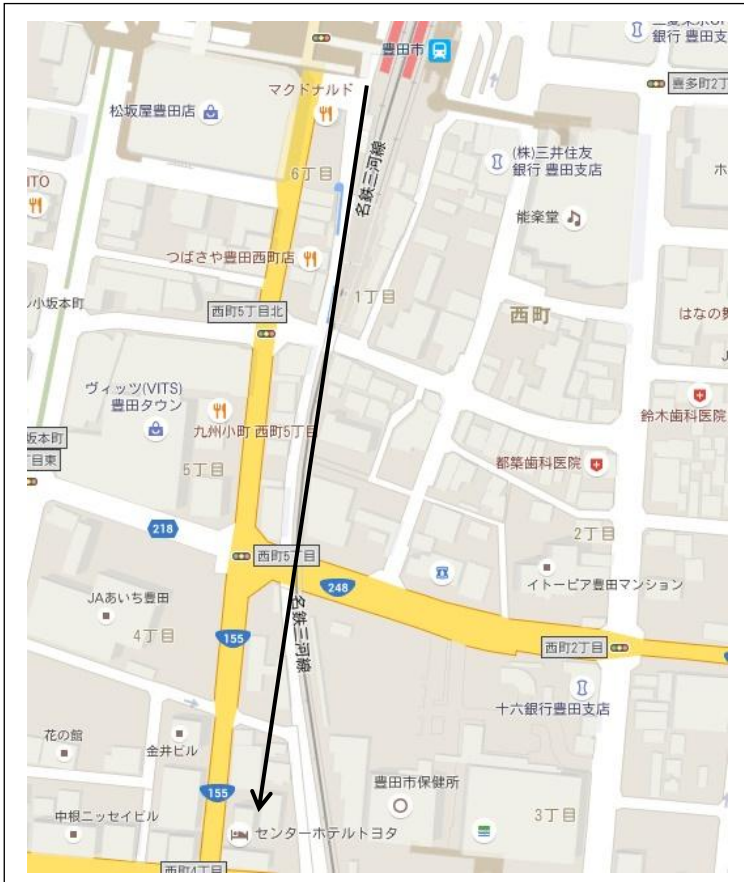 豊田市
銀行 豊田支
喜多町2丁
マクドナルド
松坂屋豊田店
(株)三井住友
銀行 豊田支店
ホ
6丁目
名鉄三河線
ITO
能楽堂
つばさや豊田西町店
1丁目
小坂本町
西町5丁目北
西町
はなの舞
ヴィッツ(VITS)
豊田タウン
鈴木歯科医院
九州小町 西町5丁目
坂本町
丁目東
5丁目
都築歯科医院
218
2丁目
西町5丁目
248
イトーピア豊田マンション
JAあいち豊田
名鉄三河線
4丁目
155
西町2丁目
十六銀行豊田支店
花の館
金井ビル
豊田市保健所
155
3丁目
中根ニッセイビル
センターホテルトヨタ
西町4丁目